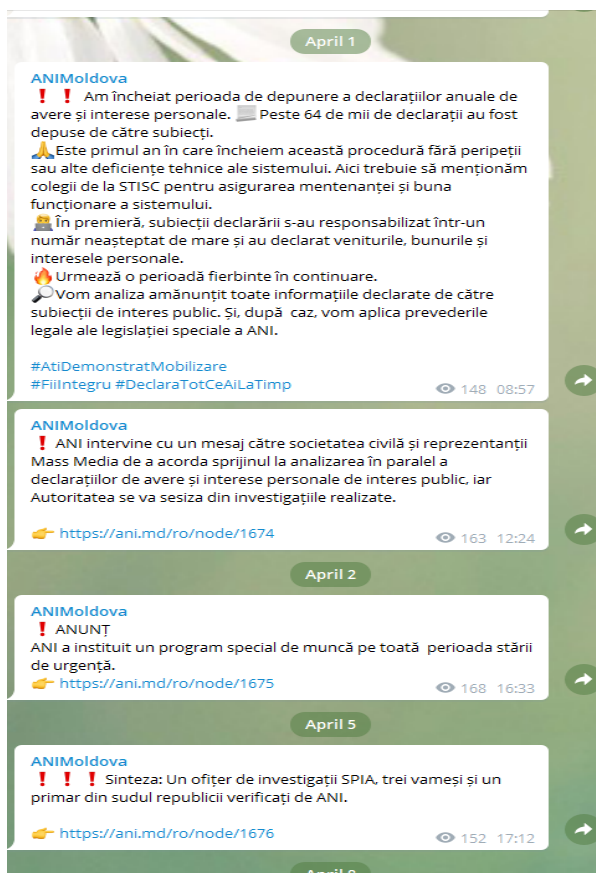 April 1
ANIMoldova
❗ ❗ Am încheiat perioada de depunere a declarațiilor anuale de
avere și interese personale. Peste 64 de mii de declarații au fost
depuse de către subiecți.
🙏Este primul an în care încheiem această procedură fără peripeții
sau alte deficiențe tehnice ale sistemului. Aici trebuie să menționăm
colegii de la STISC pentru asigurarea mentenanței și buna
funcționare a sistemului.
👨‍💻În premieră, subiecții declarării s-au responsabilizat într-un
număr neașteptat de mare și au declarat veniturile, bunurile și
interesele personale.
🔥Urmează o perioadă fierbinte în continuare.
🔎Vom analiza amănunțit toate informațiile declarate de către
subiecții de interes public. Și, după caz, vom aplica prevederile
legale ale legislației speciale a ANI.
#AtiDemonstratMobilizare
#FiiIntegru #DeclaraTotCeAiLaTimp
148 08:57
ANIMoldova
❗ ANI intervine cu un mesaj către societatea civilă și reprezentanții
Mass Media de a acorda sprijinul la analizarea în paralel a
declarațiilor de avere și interese personale de interes public, iar
Autoritatea se va sesiza din investigațiile realizate.
👉 https://ani.md/ro/node/1674
163 12:24
April 2
ANIMoldova
❗ ANUNȚ
ANI a instituit un program special de muncă pe toată perioada stării
de urgență.
👉 https://ani.md/ro/node/1675
168 16:33
April 5
ANIMoldova
❗ ❗ ❗ Sinteza: Un ofițer de investigații SPIA, trei vameși și un
primar din sudul republicii verificați de ANI.
👉 https://ani.md/ro/node/1676
152 17:12